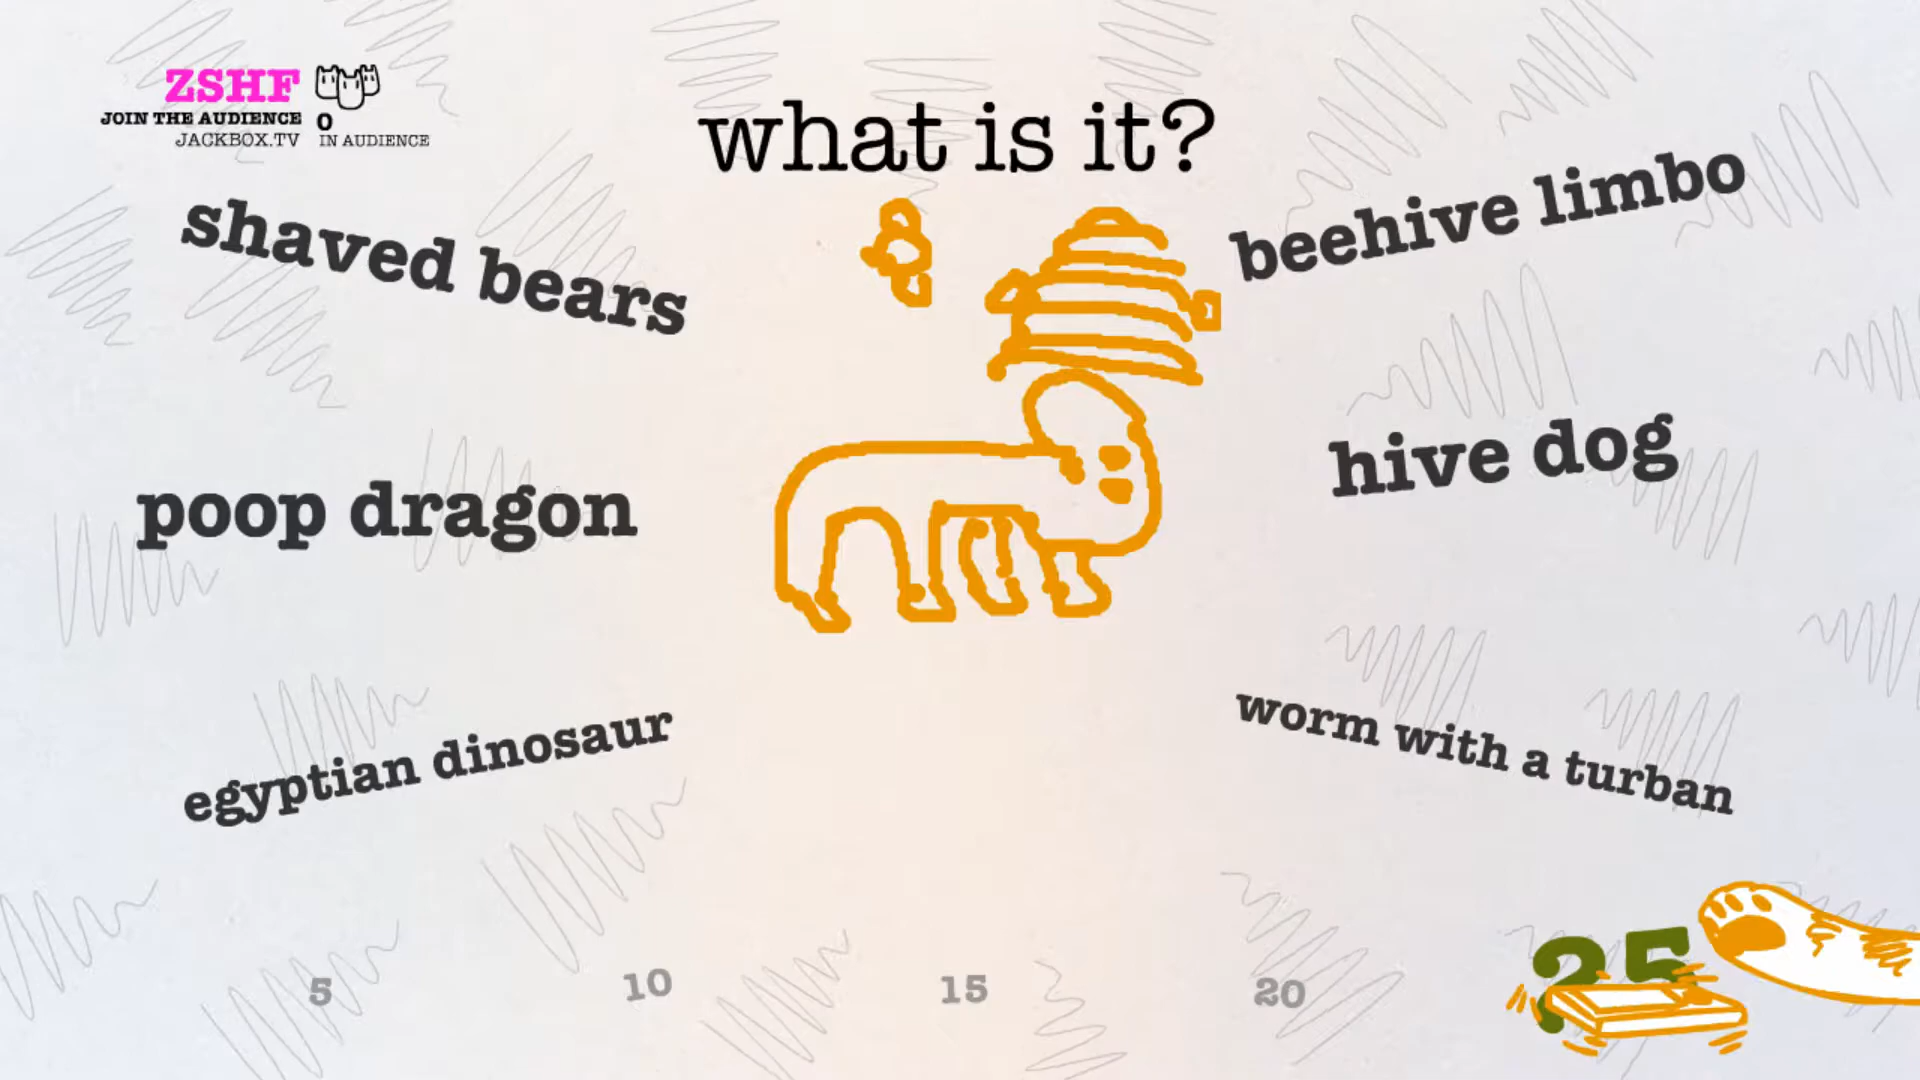 ZSHF
JOIN THE AUDIENCE
JACKBOX.TV
0
IN AUDIENCE
what is it?
shaved bears
beehive limbo
poop dragon
hive dog
egyptian dinosaur
worm with a turban
5
10
15
20
25